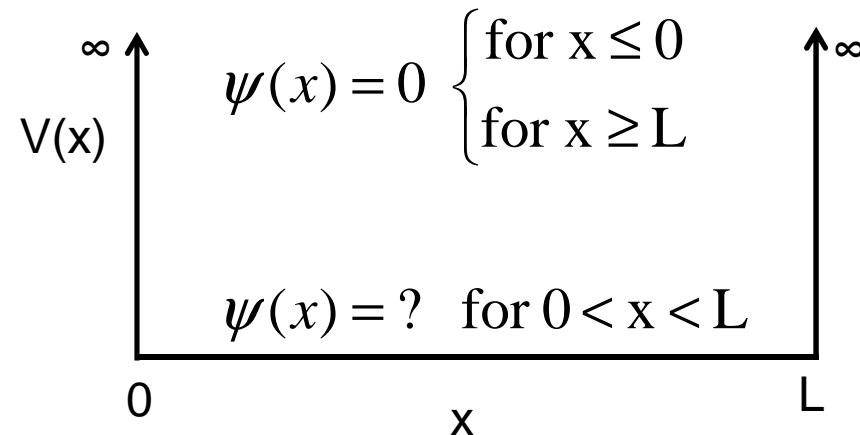 ∞ ∞
ψ(x) = 0 { for x ≤ 0
for x ≥ L
V(x)
ψ(x) = ? for 0 < x < L
0 L
x